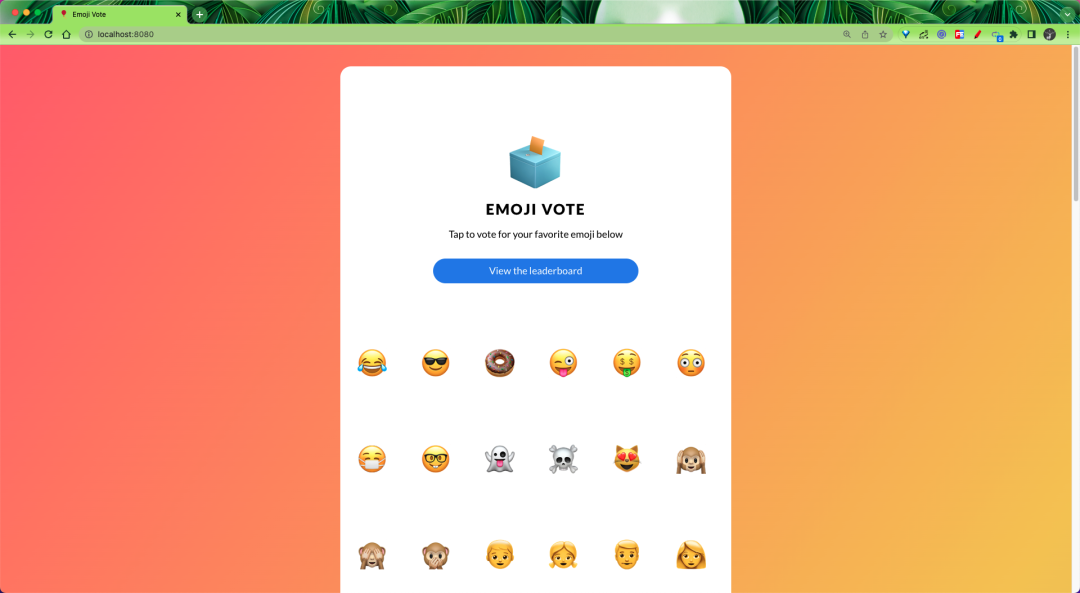 Emoji Vote
localhost:8080
EMOJI VOTE
Tap to vote for your favorite emoji below
View the leaderboard